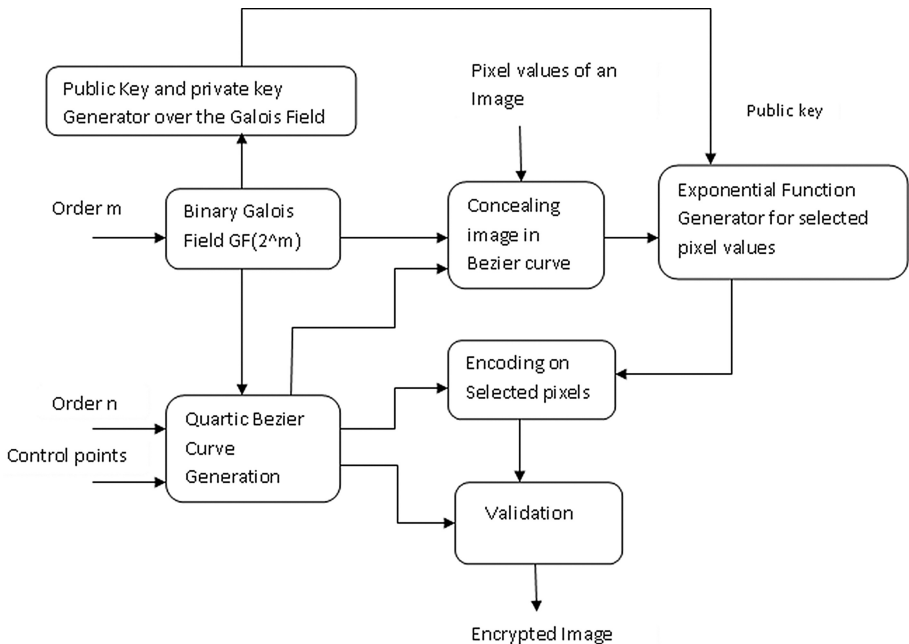 Pixel values of an
Image
Public Key and private key
Generator over the Galois Field
Public key
Order m
Binary Galois
Field GF(2^m)
Concealing
image in
Bezier curve
Exponential Function
Generator for selected
pixel values
Encoding on
Selected pixels
Order n
Control points
Quartic Bezier
Curve
Generation
Validation
Encrypted Image